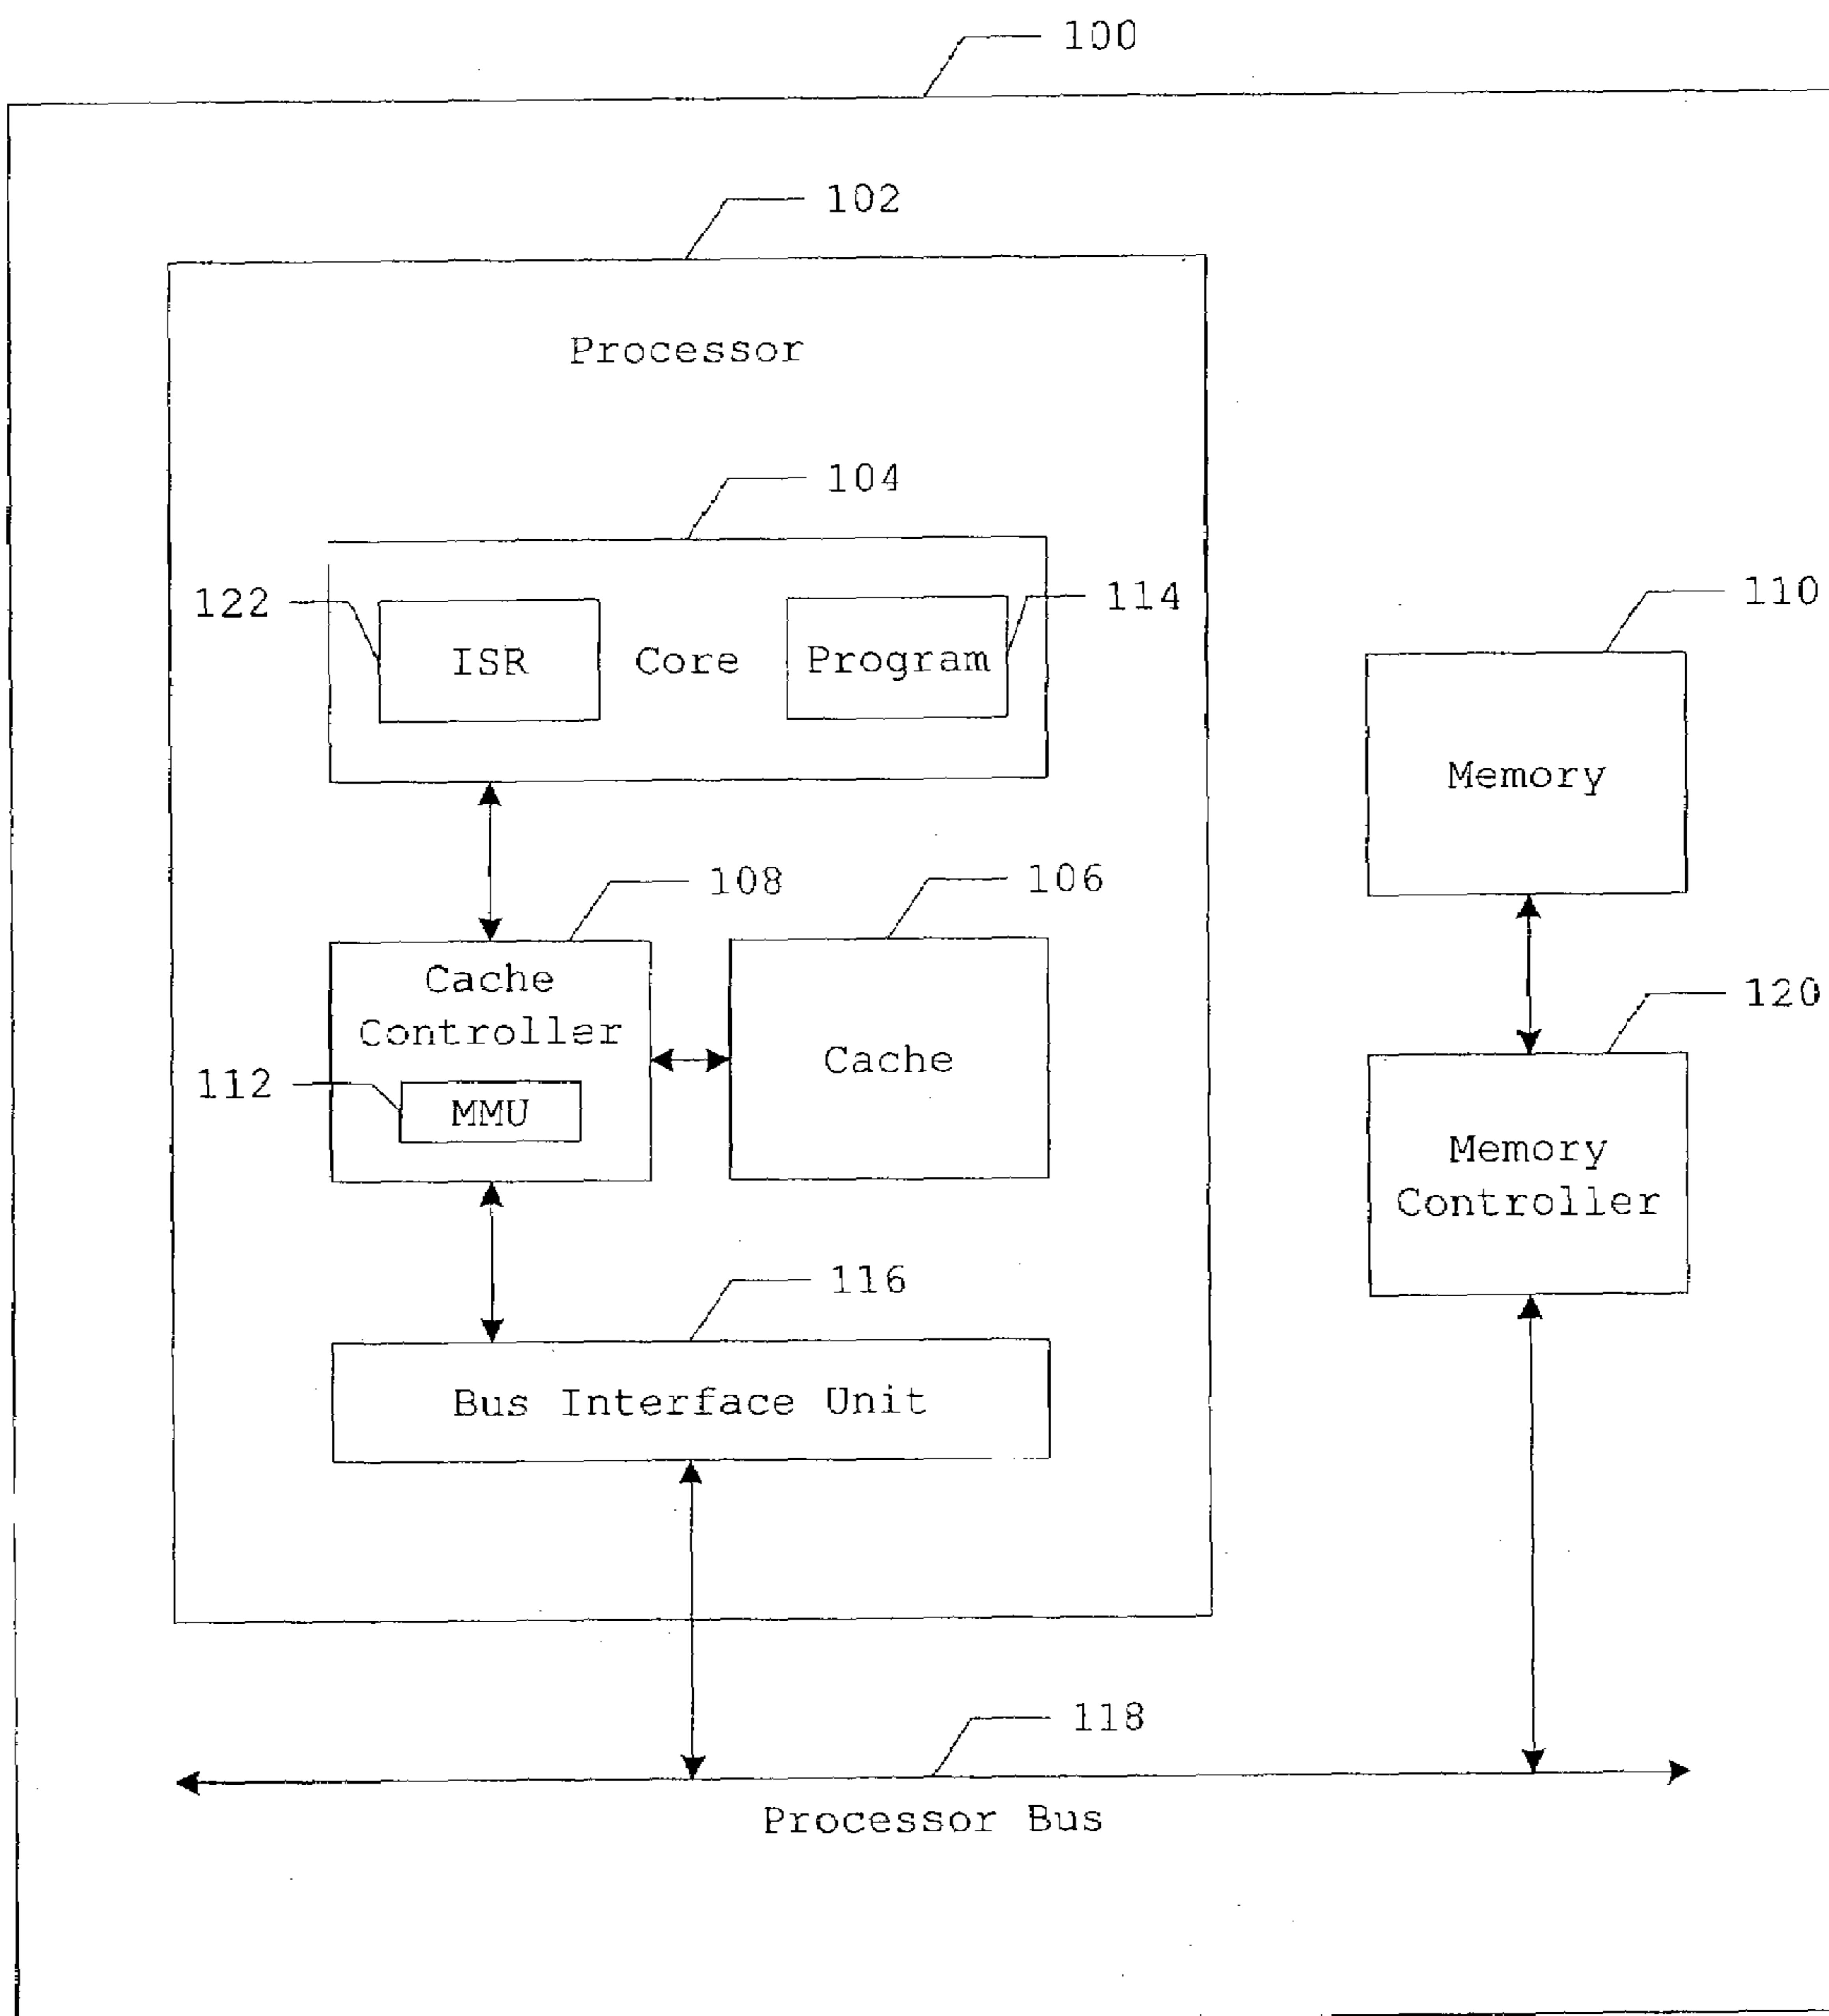 100
102
Processor
104
122
ISR
Core
Program
114
110
Memory
108
106
Cache
Controller
112
MMU
Cache
120
Memory
Controller
116
Bus Interface Unit
118
Processor Bus